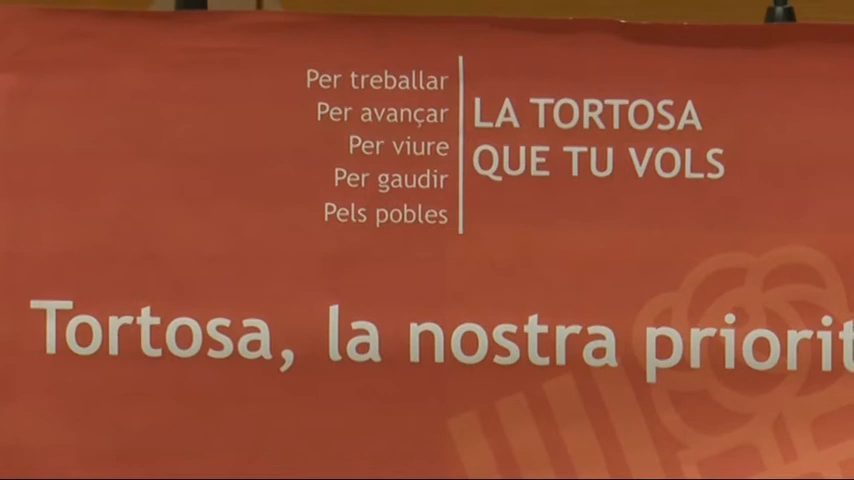 Per treballar
Per avançar
Per viure
Per gaudir
Pels pobles
LA TORTOSA
QUE TU VOLS
Tortosa, la nostra priorit